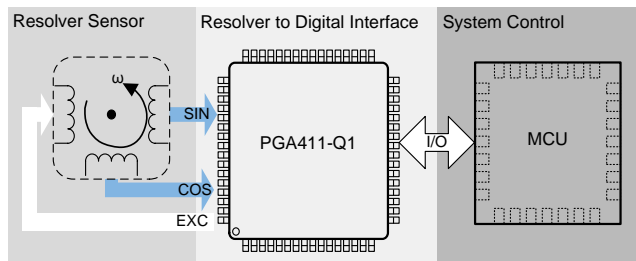 Resolver Sensor
Resolver to Digital Interface
System Control
ω
SIN
PGA411-Q1
I/O
MCU
COS
EXC